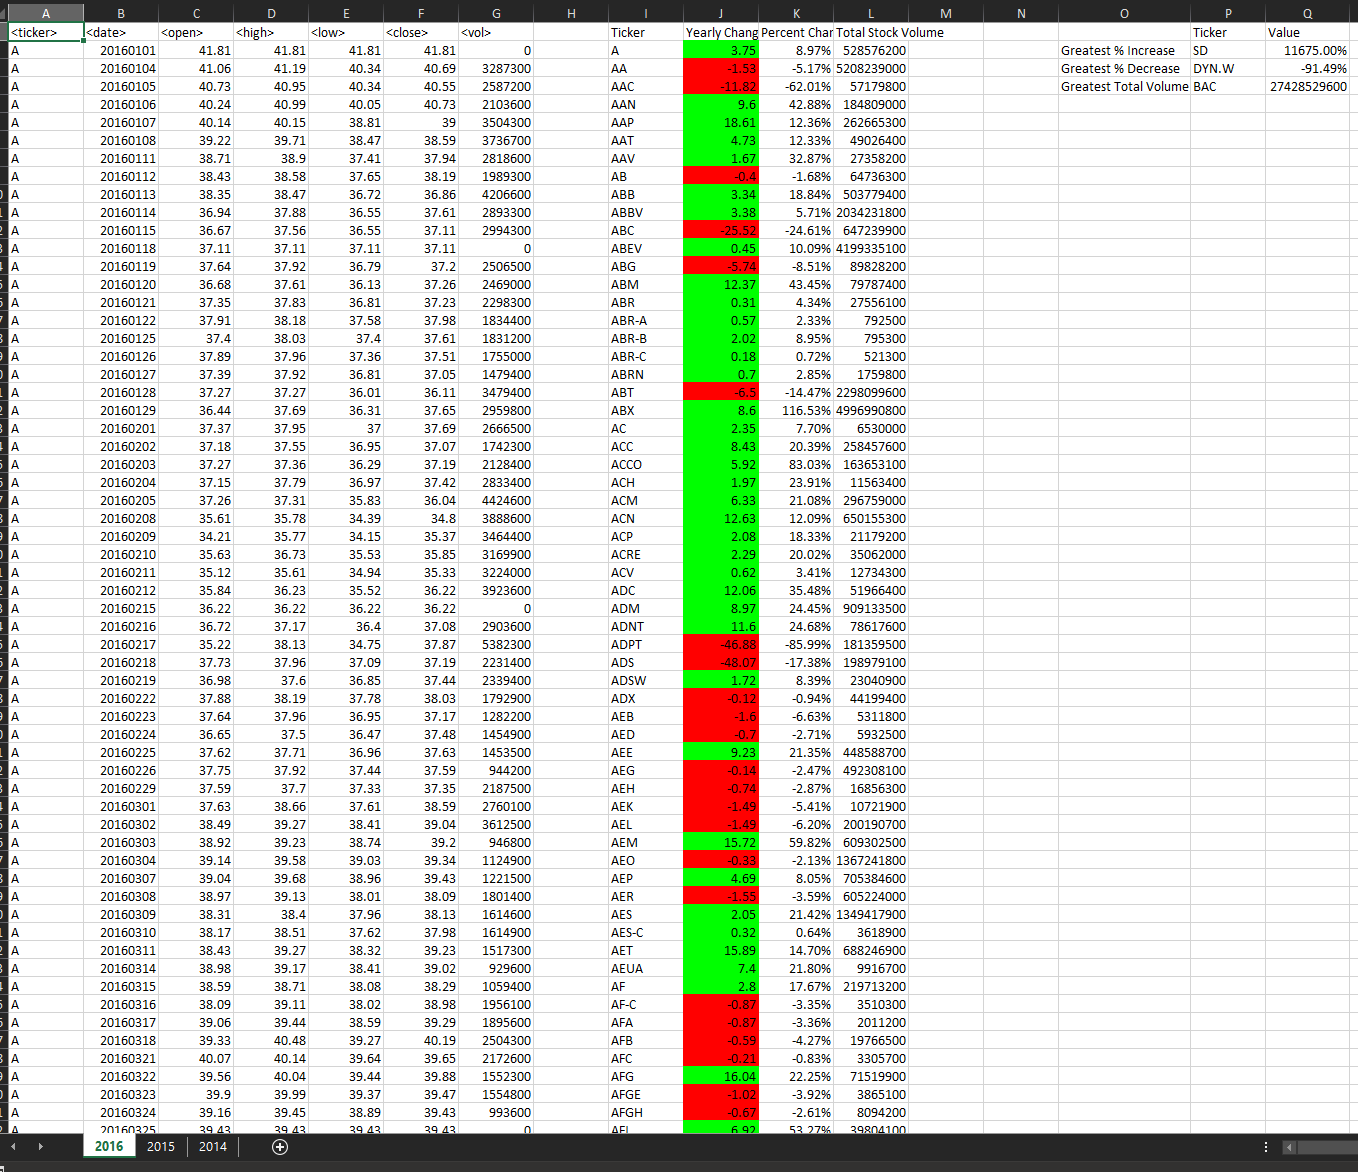 A B C D E F G H I J K L M N O P Q
<ticker> <date> <open> <high> <low> <close> <vol> Ticker Yearly Chang Percent Char Total Stock Volume Ticker Value
A 20160101 41.81 41.81 41.81 41.81 0 A 3.75 8.97% 528576200 Greatest % Increase SD 11675.00%
A 20160104 41.06 41.19 40.34 40.69 3287300 AA -1.53 -5.17% 5208239000 Greatest % Decrease DYN.W -91.49%
A 20160105 40.73 40.95 40.34 40.55 2587200 AAC -11.82 -62.01% 57179800 Greatest Total Volume BAC 27428529600
A 20160106 40.24 40.99 40.05 40.73 2103600 AAN 9.6 42.88% 184809000
A 20160107 40.14 40.15 38.81 39 3504300 AAP 18.61 12.36% 262665300
A 20160108 39.22 39.71 38.47 38.59 3736700 AAT 4.73 12.33% 49026400
A 20160111 38.71 38.9 37.41 37.94 2818600 AAV 1.67 32.87% 27358200
A 20160112 38.43 38.58 37.65 38.19 1989300 AB -0.4 -1.68% 64736300
A 20160113 38.35 38.47 36.72 36.86 4206600 ABB 3.34 18.84% 503779400
A 20160114 36.94 37.88 36.55 37.61 2893300 ABBV 3.38 5.71% 2034231800
A 20160115 36.67 37.56 36.55 37.11 2994300 ABC -25.52 -24.61% 647239900
A 20160118 37.11 37.11 37.11 37.11 0 ABEV 0.45 10.09% 4199335100
A 20160119 37.64 37.92 36.79 37.2 2506500 ABG -5.74 -8.51% 89828200
A 20160120 36.68 37.61 36.13 37.26 2469000 ABM 12.37 43.45% 79787400
A 20160121 37.35 37.83 36.81 37.23 2298300 ABR 0.31 4.34% 27556100
A 20160122 37.91 38.18 37.58 37.98 1834400 ABR-A 0.57 2.33% 792500
A 20160125 37.4 38.03 37.4 37.61 1831200 ABR-B 2.02 8.95% 795300
A 20160126 37.89 37.96 37.36 37.51 1755000 ABR-C 0.18 0.72% 521300
A 20160127 37.39 37.92 36.81 37.05 1479400 ABRN 0.7 2.85% 1759800
A 20160128 37.27 37.27 36.01 36.11 3479400 ABT -6.5 -14.47% 2298099600
A 20160129 36.44 37.69 36.31 37.65 2959800 ABX 8.6 116.53% 4996990800
A 20160201 37.37 37.95 37 37.69 2666500 AC 2.35 7.70% 6530000
A 20160202 37.18 37.55 36.95 37.07 1742300 ACC 8.43 20.39% 258457600
A 20160203 37.27 37.36 36.29 37.19 2128400 ACCO 5.92 83.03% 163653100
A 20160204 37.15 37.79 36.97 37.42 2833400 ACH 1.97 23.91% 11563400
A 20160205 37.26 37.31 35.83 36.04 4424600 ACM 6.33 21.08% 296759000
A 20160208 35.61 35.78 34.39 34.8 3888600 ACN 12.63 12.09% 650155300
A 20160209 34.21 35.77 34.15 35.37 3464400 ACP 2.08 18.33% 21179200
A 20160210 35.63 36.73 35.53 35.85 3169900 ACRE 2.29 20.02% 35062000
A 20160211 35.12 35.61 34.94 35.33 3224000 ACV 0.62 3.41% 12734300
A 20160212 35.84 36.23 35.52 36.22 3923600 ADC 12.06 35.48% 51966400
A 20160215 36.22 36.22 36.22 36.22 0 ADM 8.97 24.45% 909133500
A 20160216 36.72 37.17 36.4 37.08 2903600 ADNT 11.6 24.68% 78617600
A 20160217 35.22 38.13 34.75 37.87 5382300 ADPT -46.88 -85.99% 181359500
A 20160218 37.73 37.96 37.09 37.19 2231400 ADS -48.07 -17.38% 198979100
A 20160219 36.98 37.6 36.85 37.44 2339400 ADSW 1.72 8.39% 23040900
A 20160222 37.88 38.19 37.78 38.03 1792900 ADX -0.12 -0.94% 44199400
A 20160223 37.64 37.96 36.95 37.17 1282200 AEB -1.6 -6.63% 5311800
A 20160224 36.65 37.5 36.47 37.48 1454900 AED -0.7 -2.71% 5932500
A 20160225 37.62 37.71 36.96 37.63 1453500 AEE 9.23 21.35% 448588700
A 20160226 37.75 37.92 37.44 37.59 944200 AEG -0.14 -2.47% 492308100
A 20160229 37.59 37.7 37.33 37.35 2187500 AEH -0.74 -2.87% 16856300
A 20160301 37.63 38.66 37.61 38.59 2760100 AEK -1.49 -5.41% 10721900
A 20160302 38.49 39.27 38.41 39.04 3612500 AEL -1.49 -6.20% 200190700
A 20160303 38.92 39.23 38.74 39.2 946800 AEM 15.72 59.82% 609302500
A 20160304 39.14 39.58 39.03 39.34 1124900 AEO -0.33 -2.13% 1367241800
A 20160307 39.04 39.68 38.96 39.43 1221500 AEP 4.69 8.05% 705384600
A 20160308 38.97 39.13 38.01 38.09 1801400 AER -1.55 -3.59% 605224000
A 20160309 38.31 38.4 37.96 38.13 1614600 AES 2.05 21.42% 1349417900
A 20160310 38.17 38.51 37.62 37.98 1614900 AES-C 0.32 0.64% 3618900
A 20160311 38.43 39.27 38.32 39.23 1517300 AET 15.89 14.70% 688246900
A 20160314 38.98 39.17 38.41 39.02 929600 AEUA 7.4 21.80% 9916700
A 20160315 38.59 38.71 38.08 38.29 1059400 AF 2.8 17.67% 219713200
A 20160316 38.09 39.11 38.02 38.98 1956100 AF-C -0.87 -3.35% 3510300
A 20160317 39.06 39.44 38.59 39.29 1895600 AFA -0.87 -3.36% 2011200
A 20160318 39.33 40.48 39.27 40.19 2504300 AFB -0.59 -4.27% 19766500
A 20160321 40.07 40.14 39.64 39.65 2172600 AFC -0.21 -0.83% 3305700
A 20160322 39.56 40.04 39.44 39.88 1552300 AFG 16.04 22.25% 71519900
A 20160323 39.9 39.99 39.37 39.47 1554800 AFGE -1.02 -3.92% 3865100
A 20160324 39.16 39.45 38.89 39.43 993600 AFGH -0.67 -2.61% 8094200
A 20160325 39.43 39.43 39.43 39.43 0 AFI 6.92 53.27% 39804100
2016 2015 2014